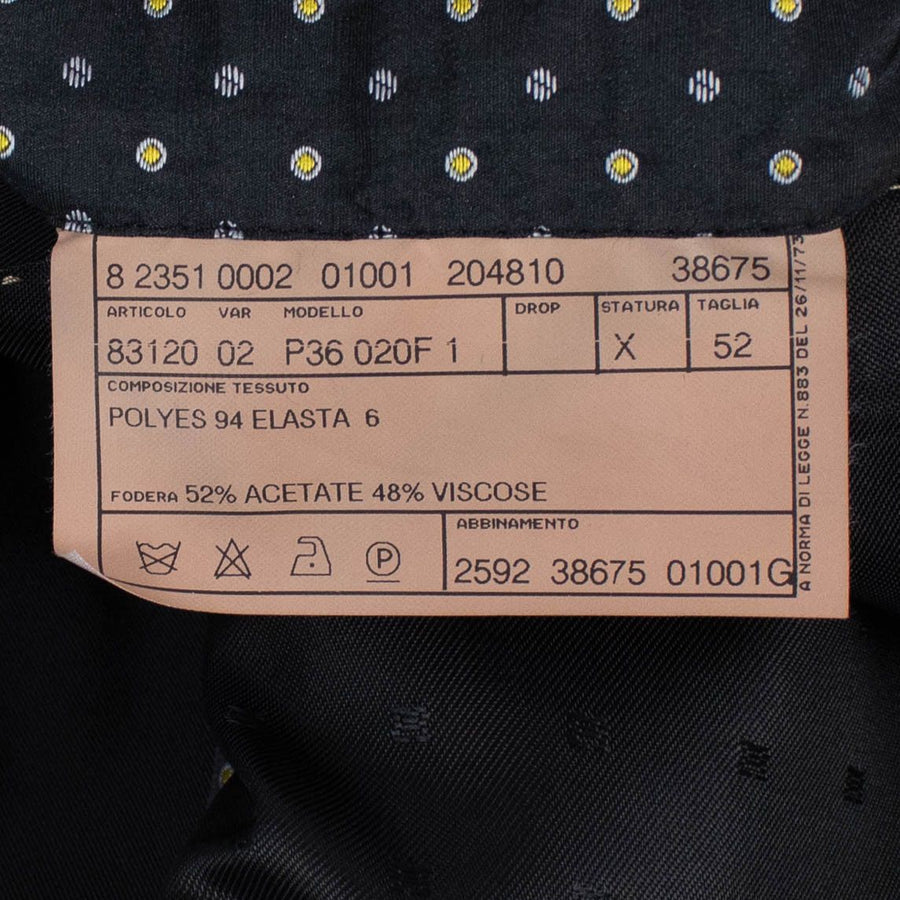 8 2351 0002 01001 204810 38675
ARTICOLO VAR MODELLO DROP STATURA TAGLIA
83120 02 P36 020F 1 X 52
COMPOSIZIONE TESSUTO
POLYES 94 ELASTA 6
FODERA 52% ACETATE 48% VISCOSE
ABBINAMENTO
P
2592 38675 01001G
A NORMA DI LEGGE N.883 DEL 26/11/73